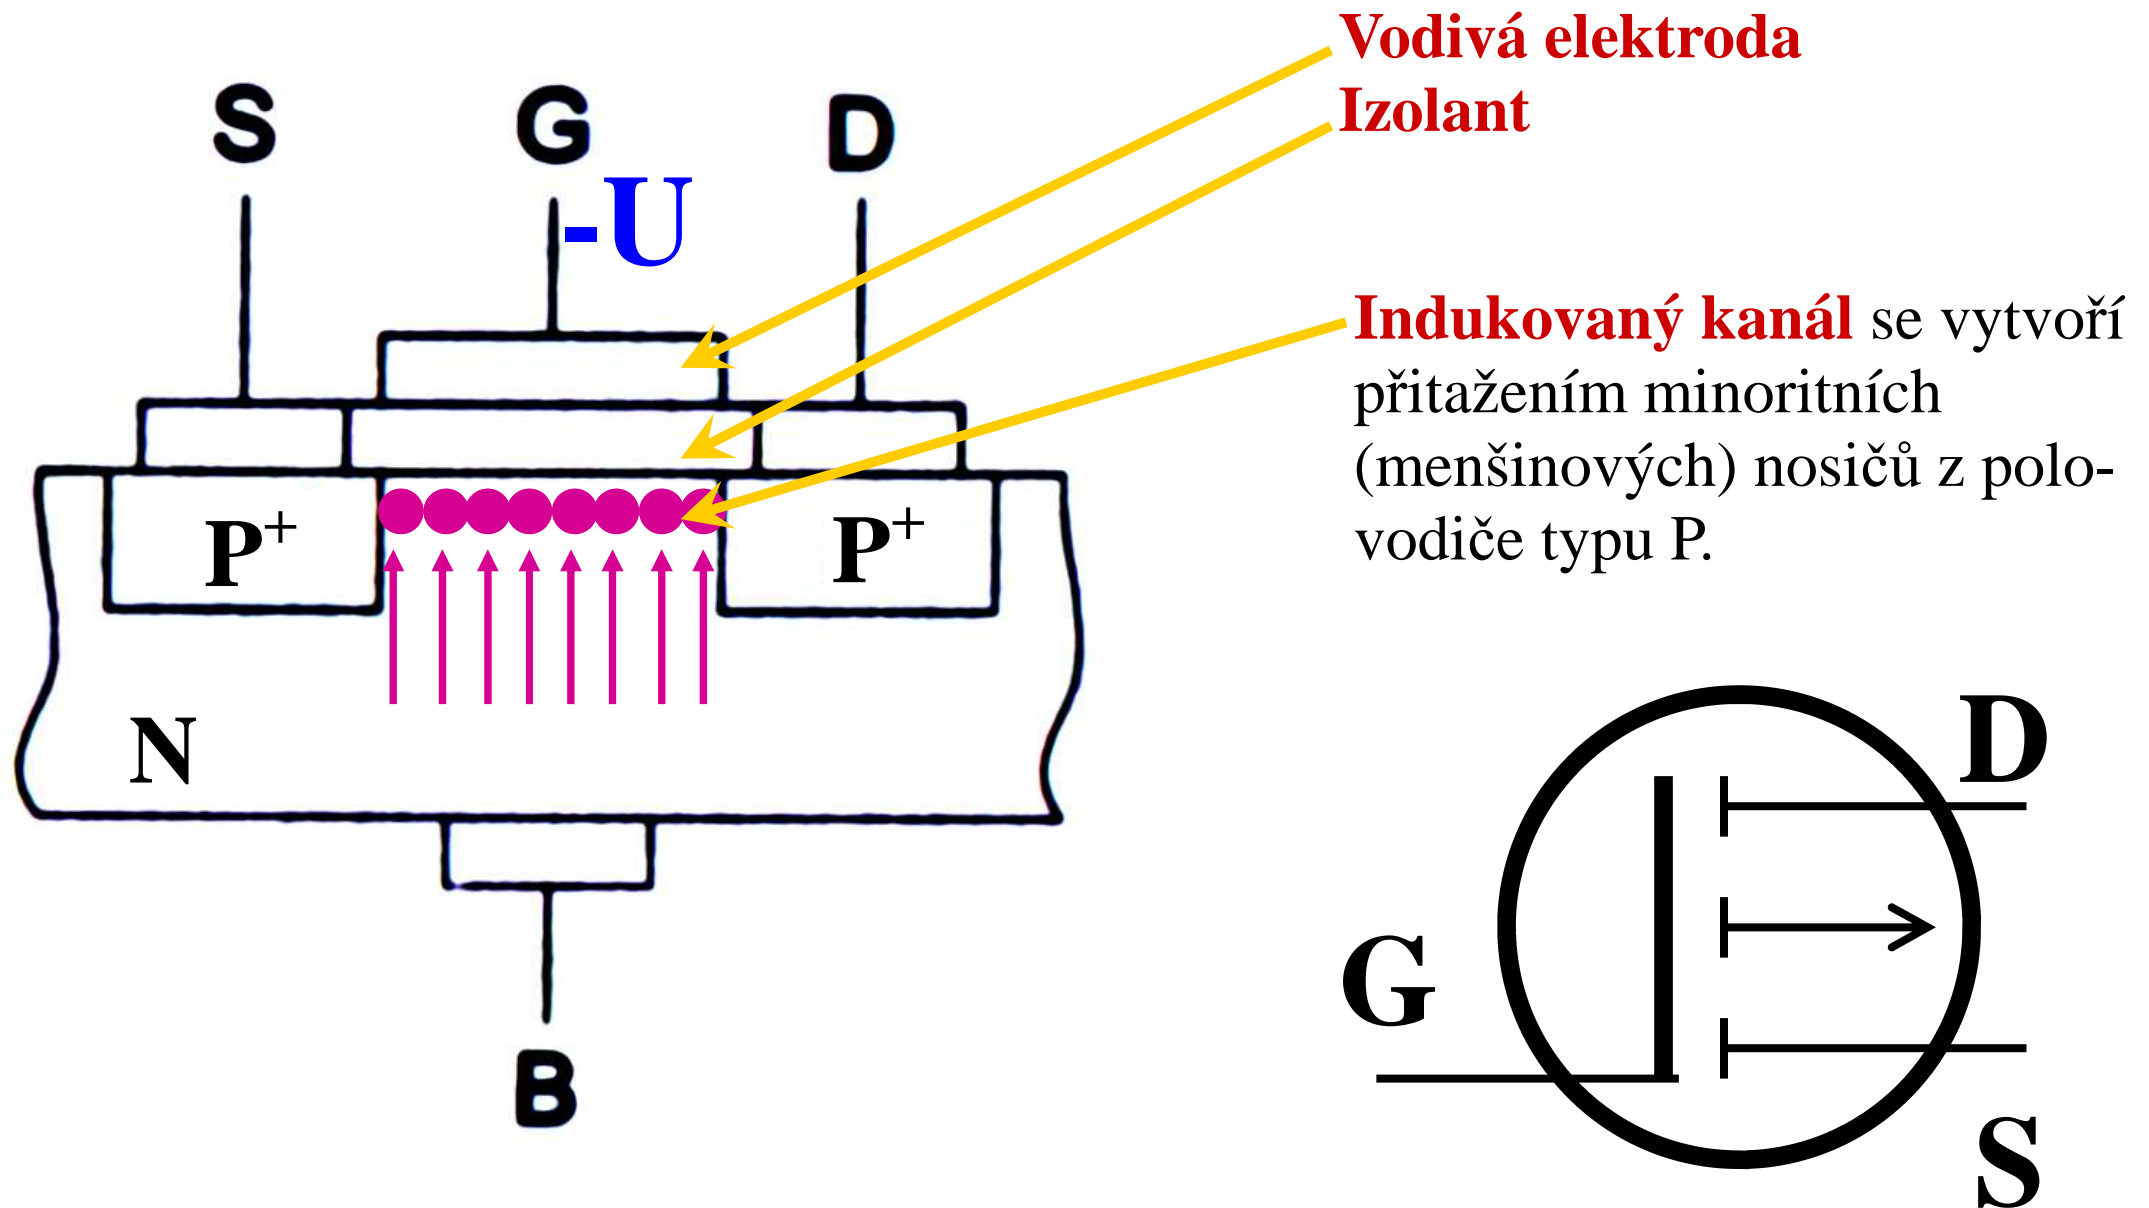 Vodivá elektroda
Izolant
S
G
D
-U
Indukovaný kanál se vytvoří
přitažením minoritních
(menšinových) nosičů z polo-
vodiče typu P.
P+
P+
N
B
D
G
S